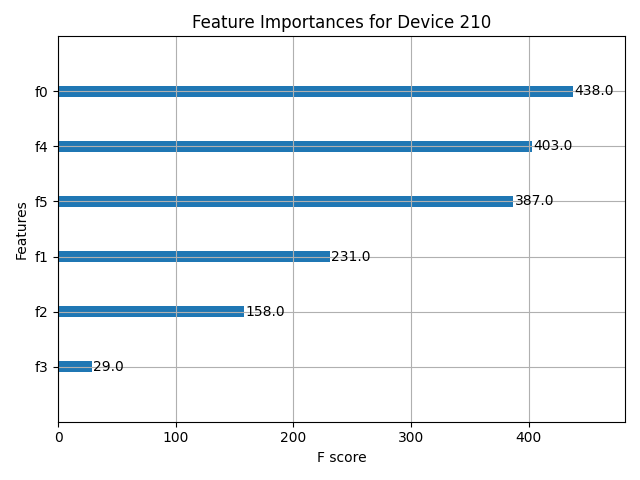 Feature Importances for Device 210
Features
f0 438.0
f4 403.0
f5 387.0
f1 231.0
f2 158.0
f3 29.0
0 100 200 300 400
F score